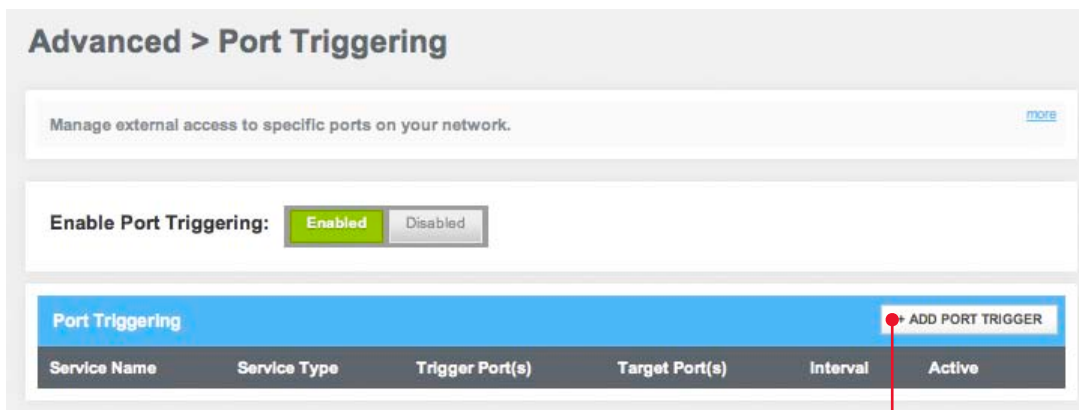 Advanced > Port Triggering
Manage external access to specific ports on your network. more
Enable Port Triggering: Enabled Disabled
Port Triggering + ADD PORT TRIGGER
Service Name Service Type Trigger Port(s) Target Port(s) Interval Active